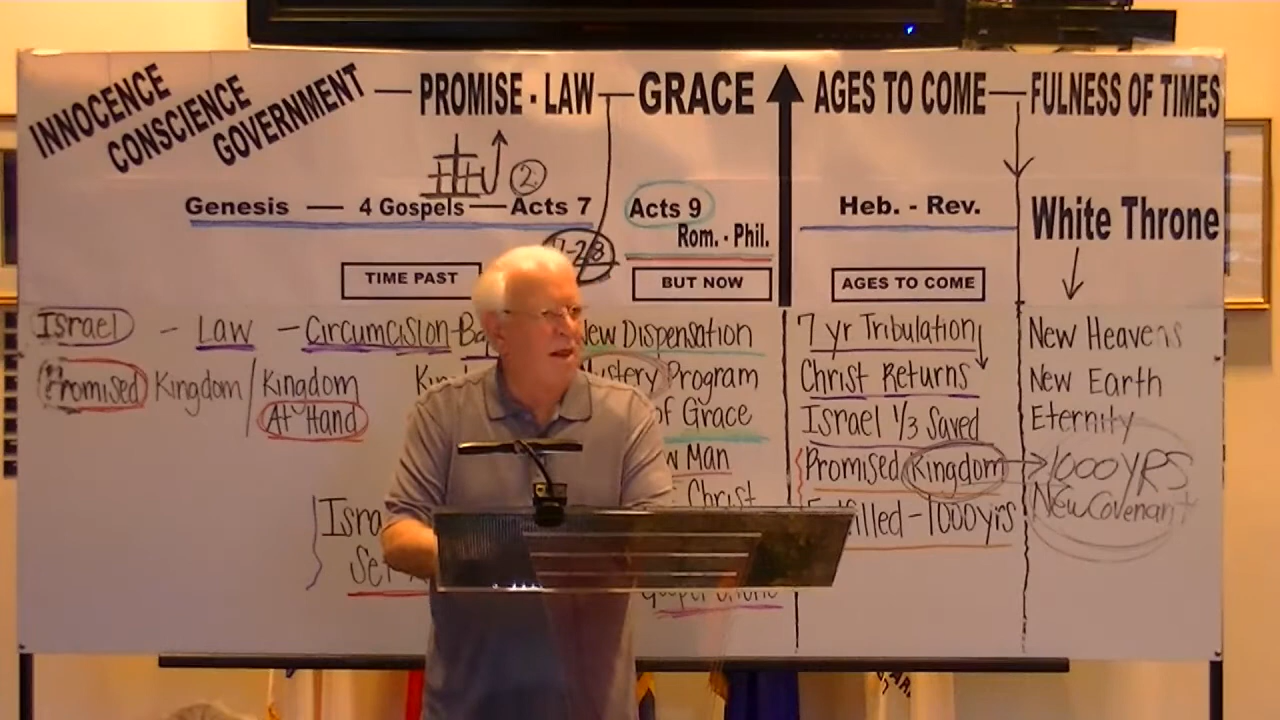 INNOCENCE
CONSCIENCE
GOVERNMENT — PROMISE - LAW — GRACE
AGES TO COME — FULNESS OF TIMES
2
Genesis — 4 Gospels — Acts 7
Acts 9
Rom. - Phil.
Heb. - Rev.
White Throne
TIME PAST
BUT NOW
AGES TO COME
Israel - Law - Circumcision -
Promised Kingdom / Kingdom
At Hand
New Dispensation
Mystery Program
of Grace
Man
Christ
7 yr Tribulation
Christ Returns
Israel 1/3 Saved
Promised Kingdom
1000yrs
New Heavens
New Earth
Eternity
1000 YRS
New Covenant